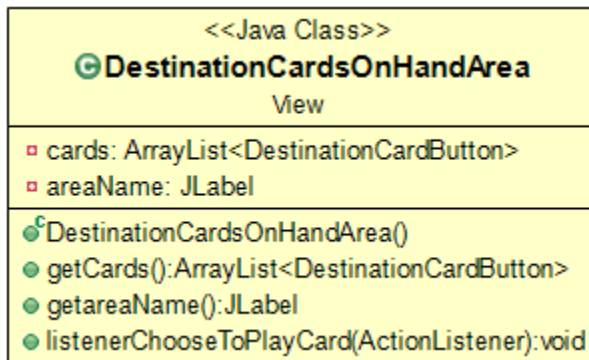 <<Java Class>>
DestinationCardsOnHandArea
View
cards: ArrayList<DestinationCardButton>
areaName: JLabel
DestinationCardsOnHandArea()
getCards():ArrayList<DestinationCardButton>
getareaName():JLabel
listenerChooseToPlayCard(ActionListener):void